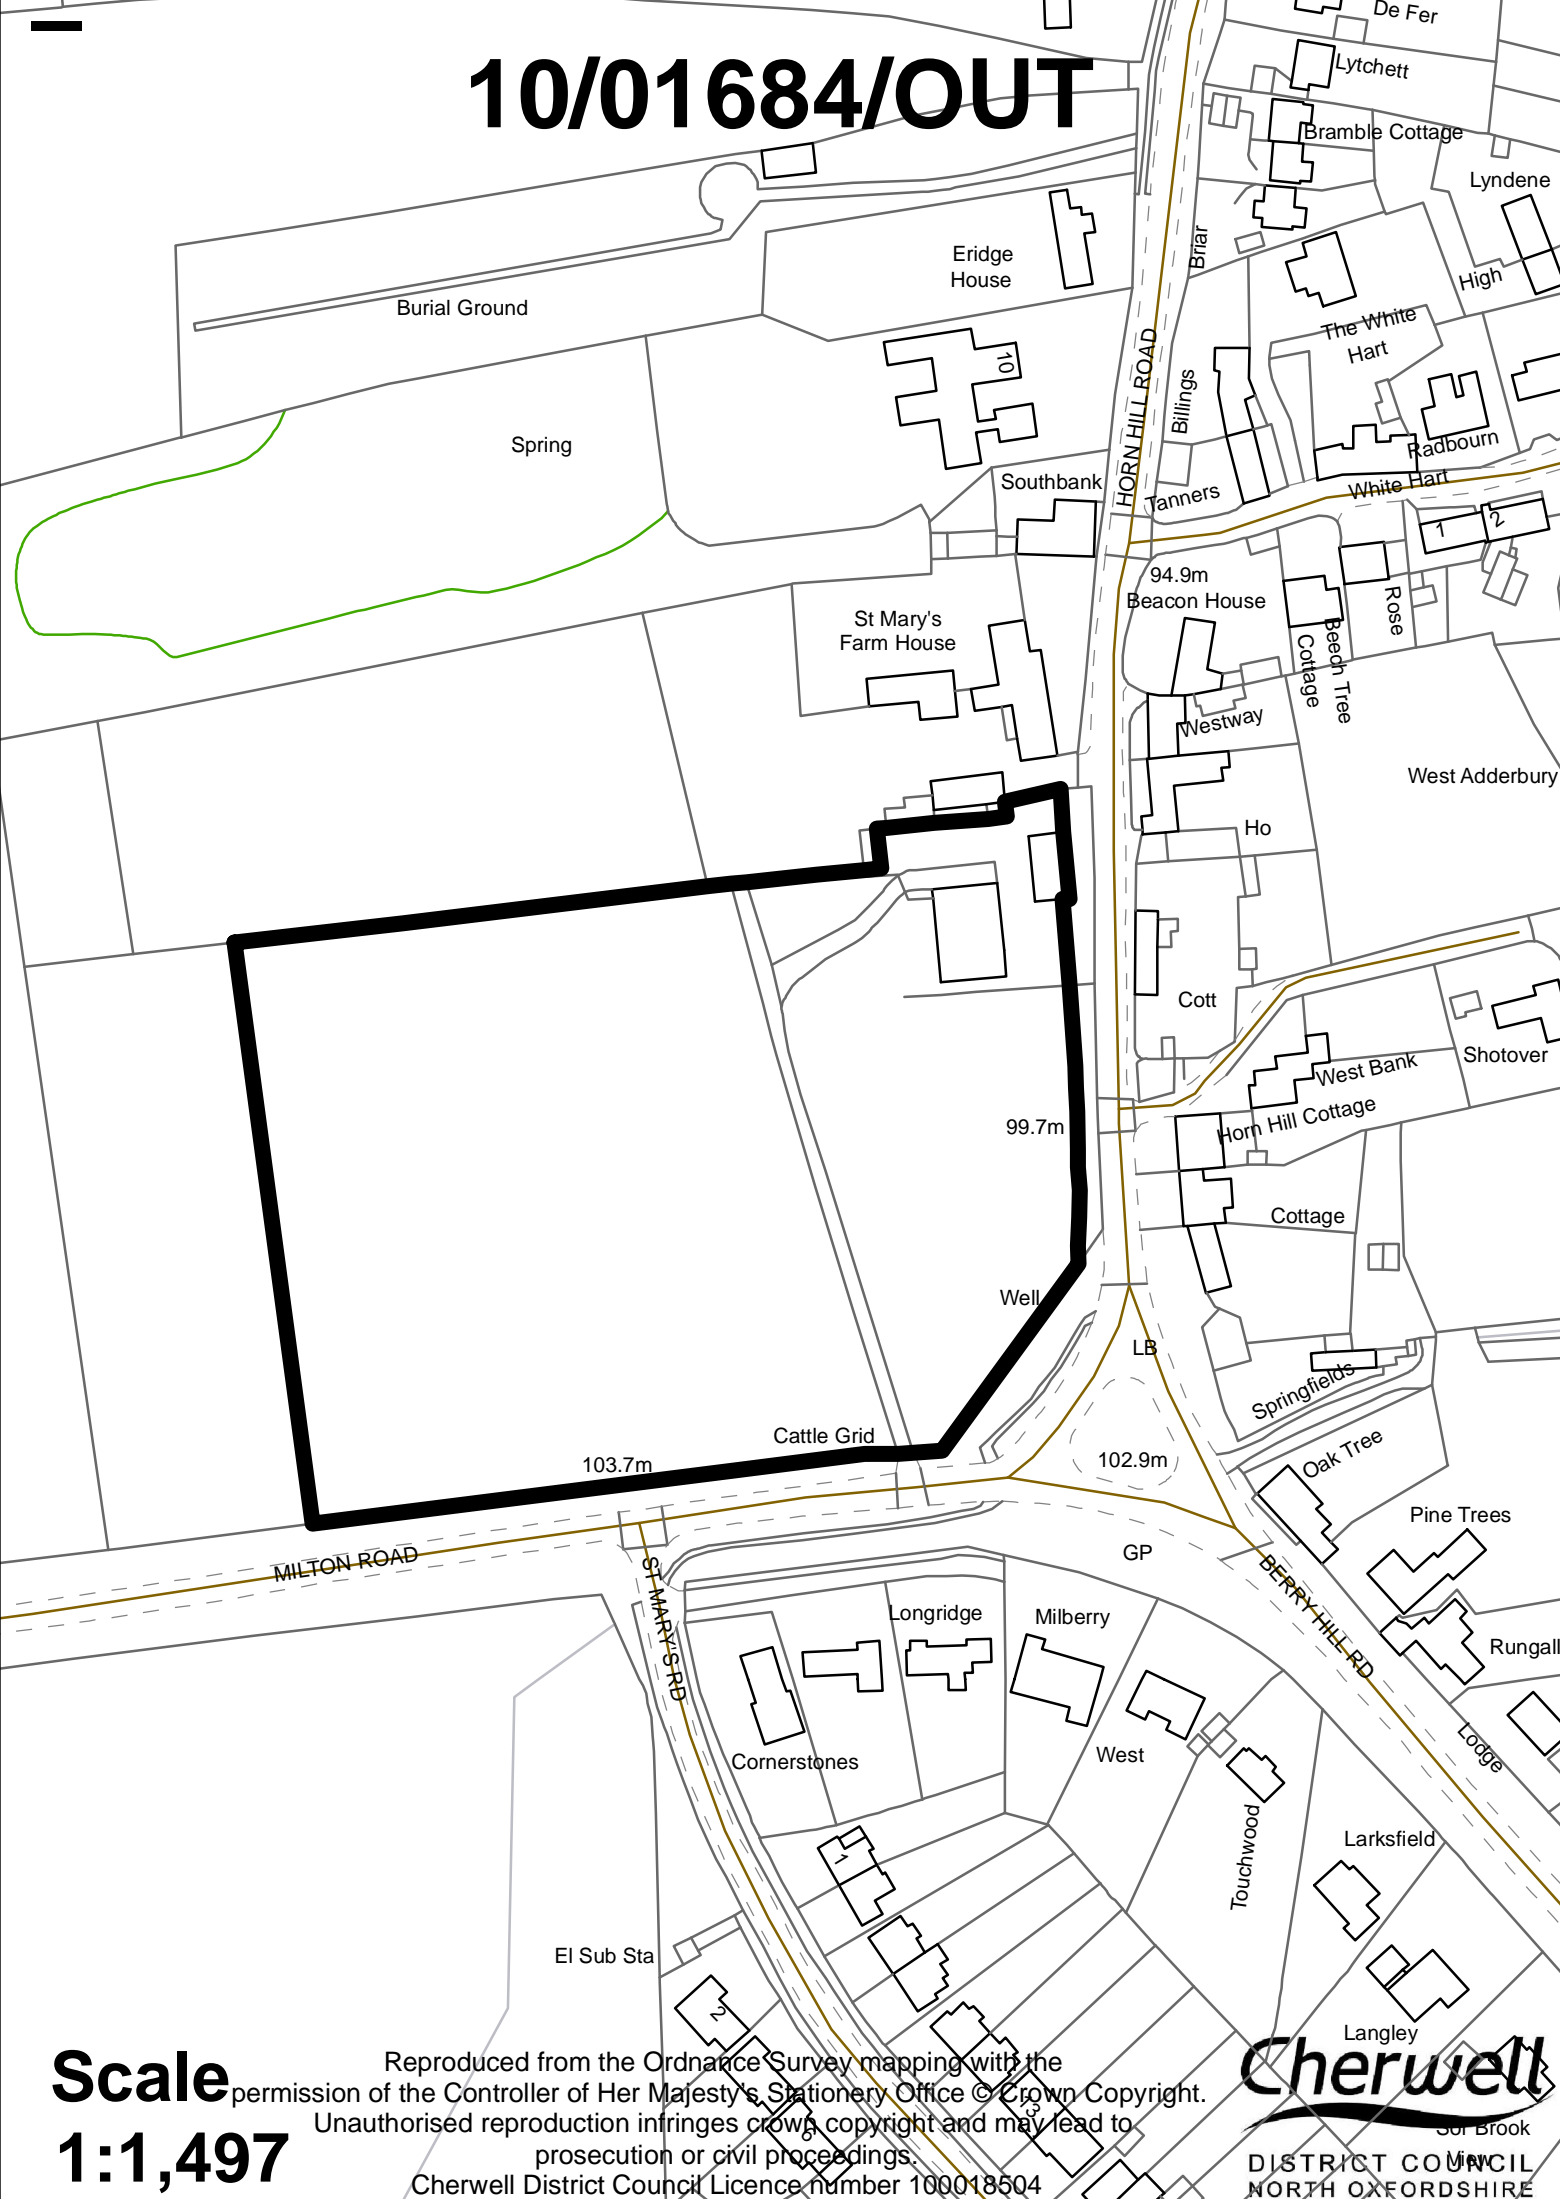 10/01684/OUT
De Fer
Lytchett
Bramble Cottage
Lyndene
Eridge
House
Briar
High
Burial Ground
The White
Hart
10
HORN HILL ROAD
Billings
Spring
Radbourn
Southbank
Tanners
White Hart
1
2
94.9m
Beacon House
Rose
St Mary's
Farm House
Beech Tree
Cottage
Westway
West Adderbury
Ho
Cott
Shotover
West Bank
Horn Hill Cottage
99.7m
Cottage
Well
LB
Springfields
Cattle Grid
103.7m
102.9m
Oak Tree
Pine Trees
MILTON ROAD
GP
ST MARY'S RD
BERRY HILL RD
Longridge
Milberry
Rungall
Cornerstones
West
Lodge
Touchwood
Larksfield
1
El Sub Sta
2
Langley
13
6
Sor Brook
View
Scale
1:1,497
Reproduced from the Ordnance Survey mapping with the
permission of the Controller of Her Majesty's Stationery Office © Crown Copyright.
Unauthorised reproduction infringes crown copyright and may lead to
prosecution or civil proceedings.
Cherwell District Council Licence number 100018504
Cherwell
DISTRICT COUNCIL
NORTH OXFORDSHIRE